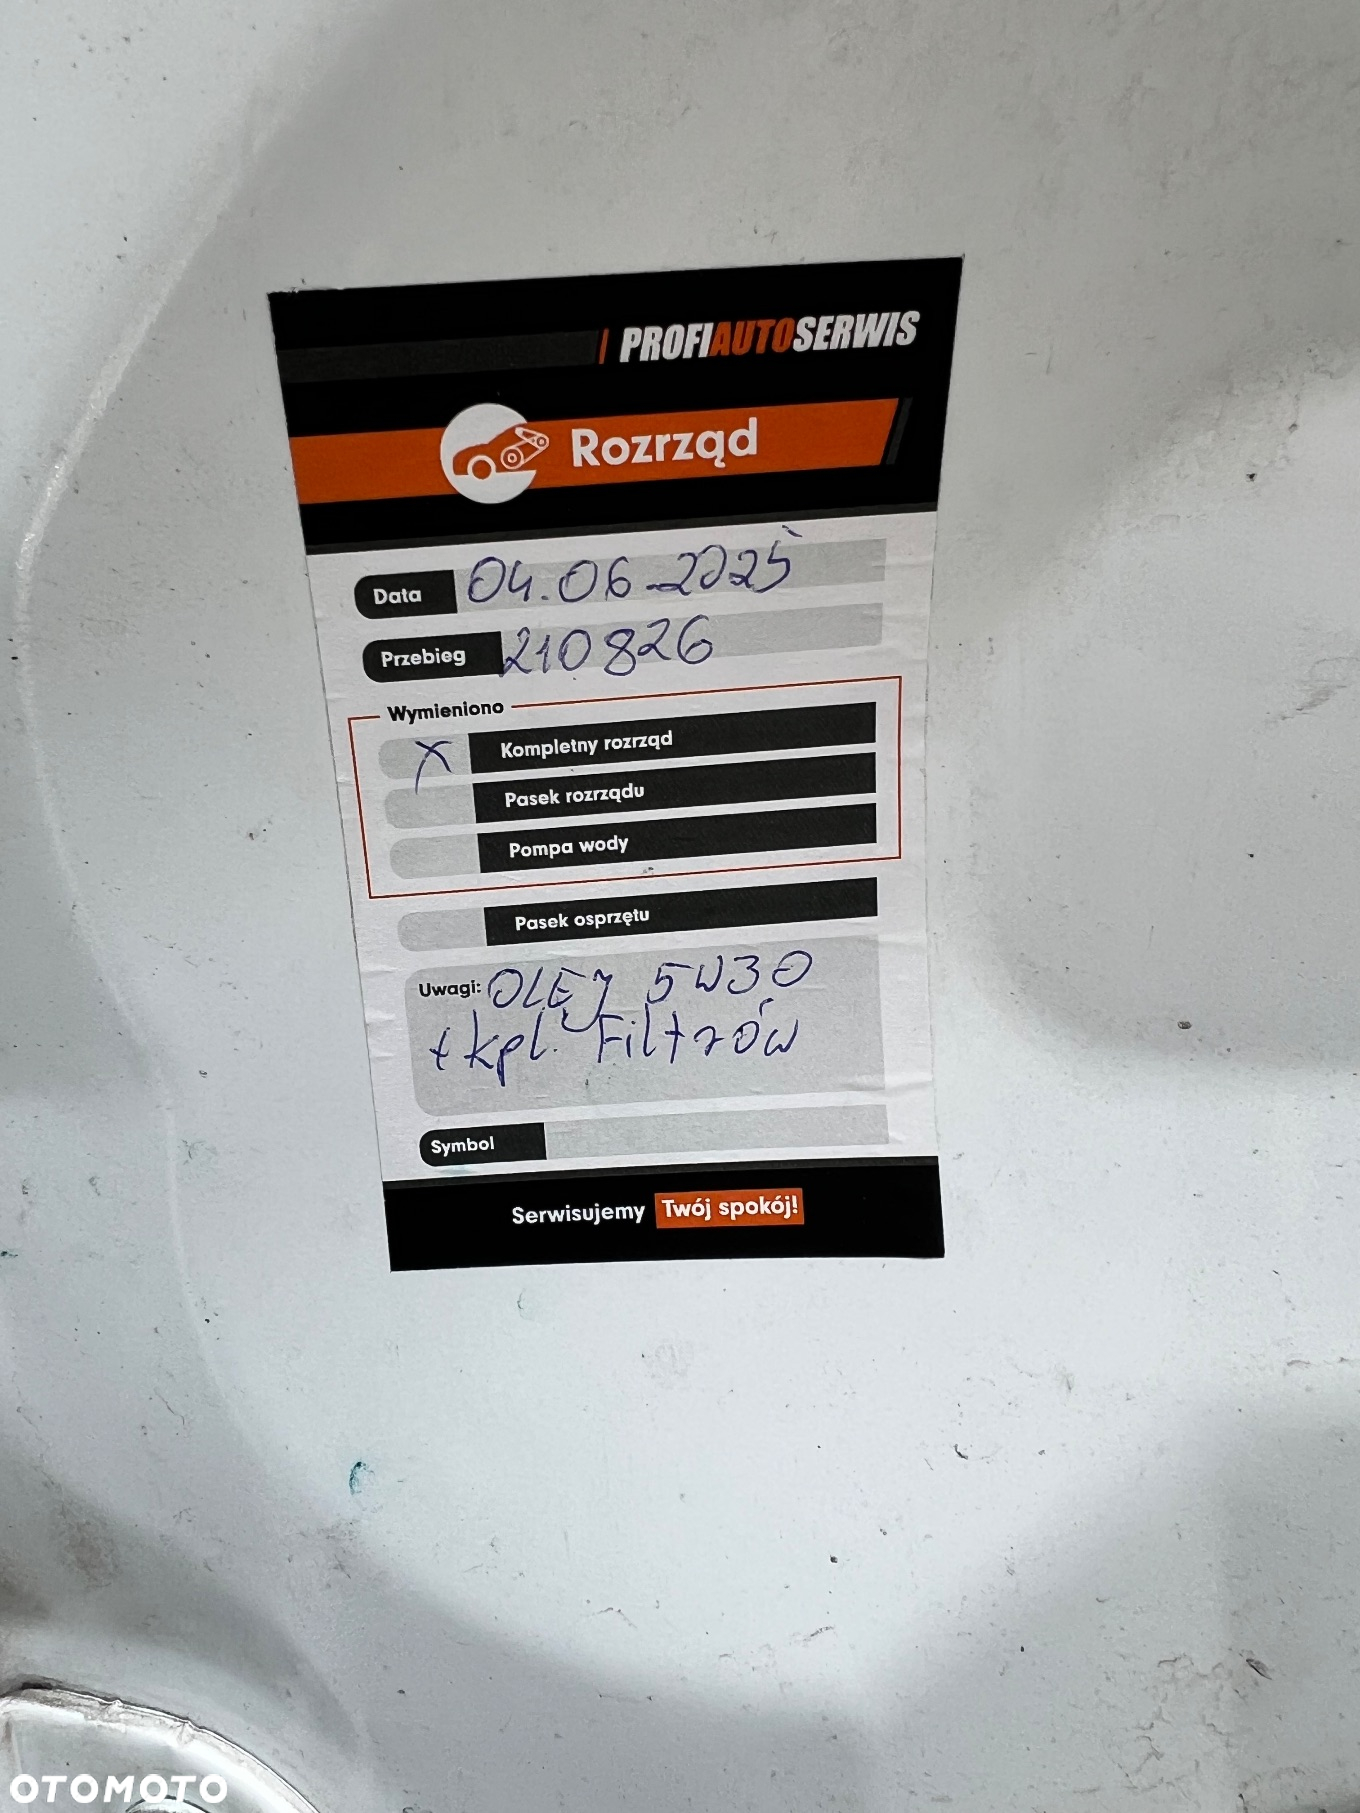 PROFIAUTOSERWIS
Rozrząd
Data 04.06.2025
Przebieg 210826
Wymieniono
X Kompletny rozrząd
Pasek rozrządu
Pompa wody
Pasek osprzętu
Uwagi: OLEJ 5W30
+ kpl. Filtrów
Symbol
Serwisujemy Twój spokój!
OTOMOTO